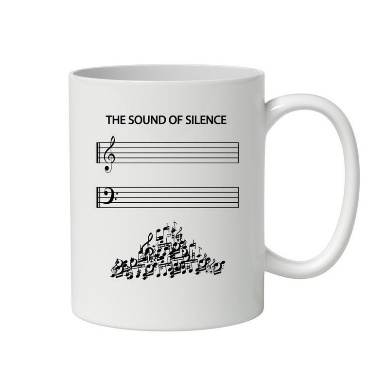 THE SOUND OF SILENCE